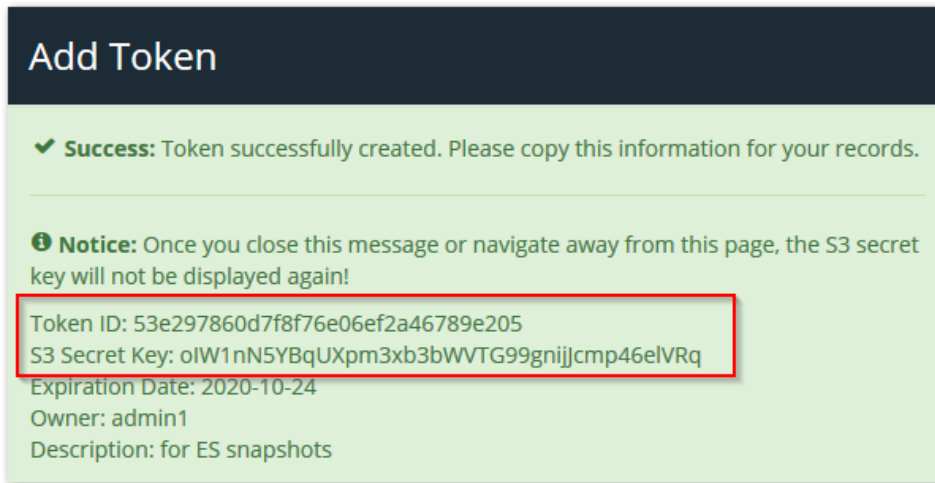 Add Token
Success: Token successfully created. Please copy this information for your records.
Notice: Once you close this message or navigate away from this page, the S3 secret
key will not be displayed again!
Token ID: 53e297860d7f8f76e06ef2a46789e205
S3 Secret Key: oIW1nN5YBqUXpm3xb3bWVTG99gnijJcmp46elVRq
Expiration Date: 2020-10-24
Owner: admin1
Description: for ES snapshots